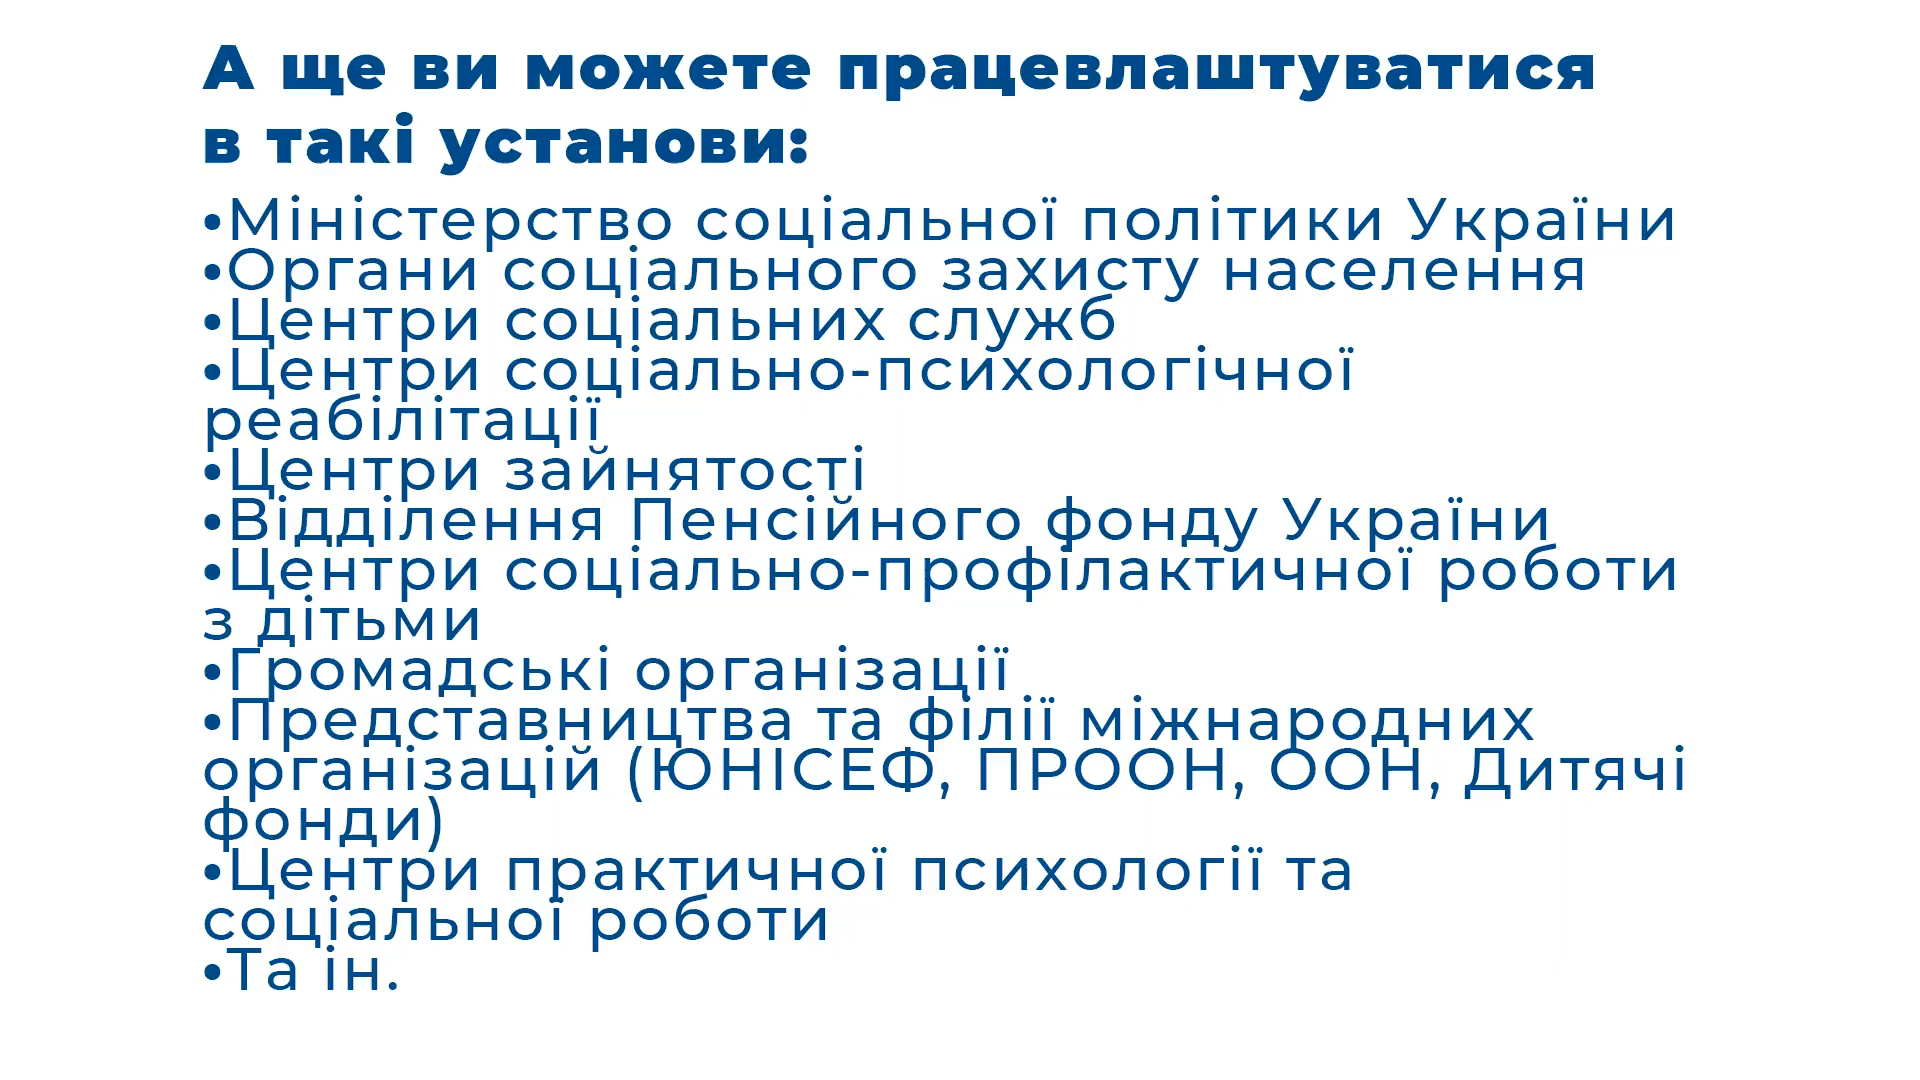 А ще ви можете працевлаштуватися
в такі установи:
•Міністерство соціальної політики України
•Органи соціального захисту населення
•Центри соціальних служб
•Центри соціально-психологічної
реабілітації
•Центри зайнятості
•Відділення Пенсійного фонду України
•Центри соціально-профілактичної роботи
з дітьми
•Громадські організації
•Представництва та філії міжнародних
організацій (ЮНІСЕФ, ПРООН, ООН, Дитячі
фонди)
•Центри практичної психології та
соціальної роботи
•Та ін.